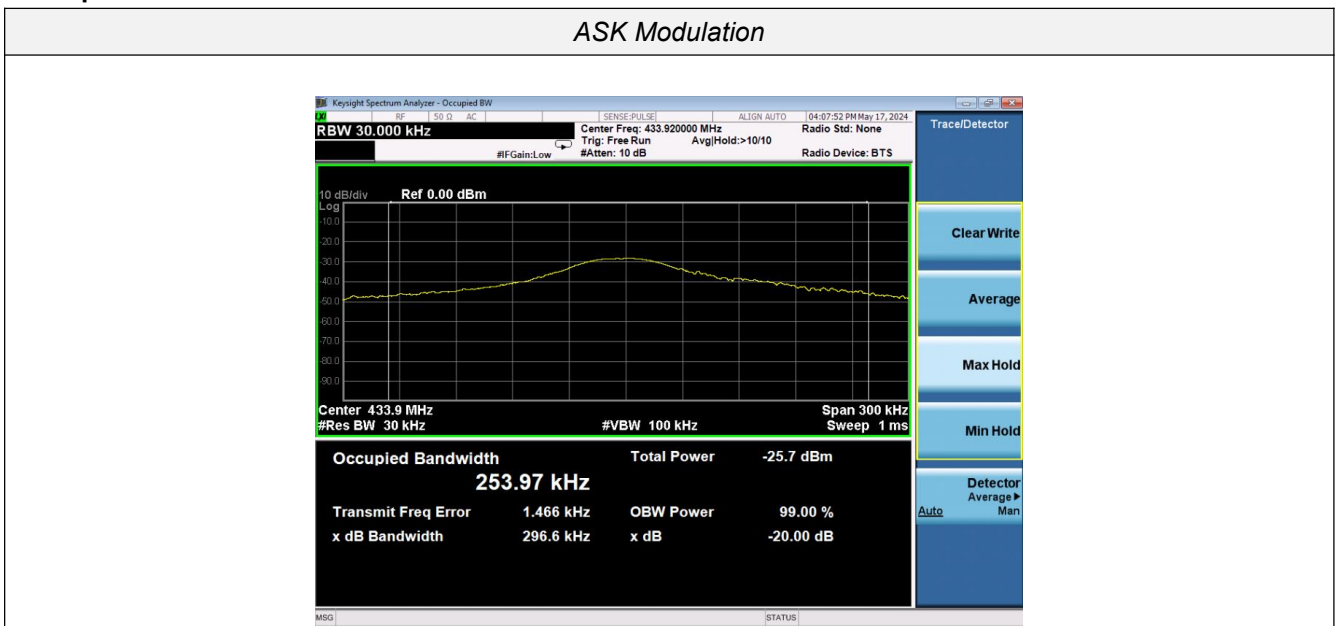 ASK Modulation
Keysight Spectrum Analyzer - Occupied BW
LXI RF 50 Ω AC SENSE:PULSE ALIGN AUTO 04:07:52 PM May 17, 2024
RBW 30.000 kHz
Center Freq: 433.920000 MHz
Radio Std: None
Trig: Free Run Avg|Hold:>10/10
#IFGain:Low #Atten: 10 dB Radio Device: BTS
10 dB/div Ref 0.00 dBm
Log
-10.0
-20.0
-30.0
-40.0
-50.0
-60.0
-70.0
-80.0
-90.0
Center 433.9 MHz Span 300 kHz
#Res BW 30 kHz #VBW 100 kHz Sweep 1 ms
Occupied Bandwidth Total Power -25.7 dBm
253.97 kHz
Transmit Freq Error 1.466 kHz OBW Power 99.00 %
x dB Bandwidth 296.6 kHz x dB -20.00 dB
MSG STATUS
Trace/Detector
Clear Write
Average
Max Hold
Min Hold
Detector
Average▶
Auto Man